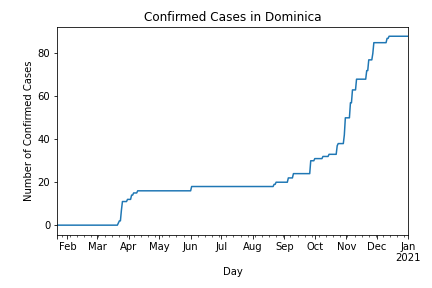 Confirmed Cases in Dominica
Number of Confirmed Cases
80
60
40
20
0
Feb Mar Apr May Jun Jul Aug Sep Oct Nov Dec Jan
2021
Day